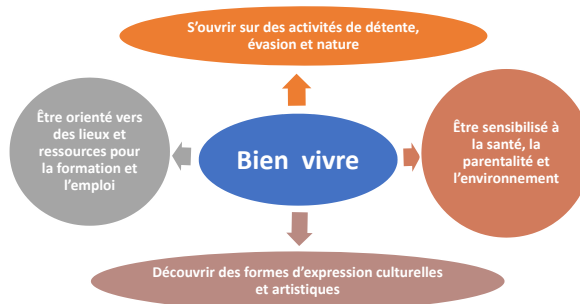 S'ouvrir sur des activités de détente,
évasion et nature
Être orienté vers
des lieux et
ressources pour
la formation et
l'emploi
Bien vivre
Être sensibilisé à
la santé, la
parentalité et
l'environnement
Découvrir des formes d'expression culturelles
et artistiques